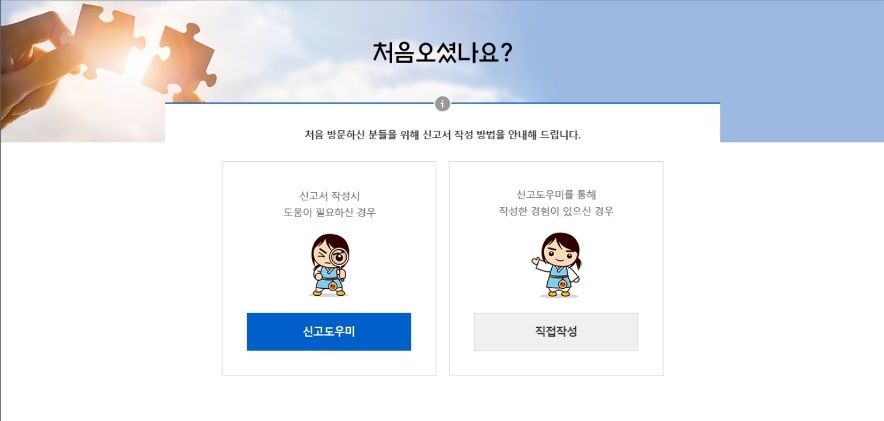 처음오셨나요?
처음 방문하신 분들을 위해 신고서 작성 방법을 안내해 드립니다.
신고서 작성시
도움이 필요하신 경우
신고도우미
신고도우미를 통해
작성한 경험이 있으신 경우
직접작성